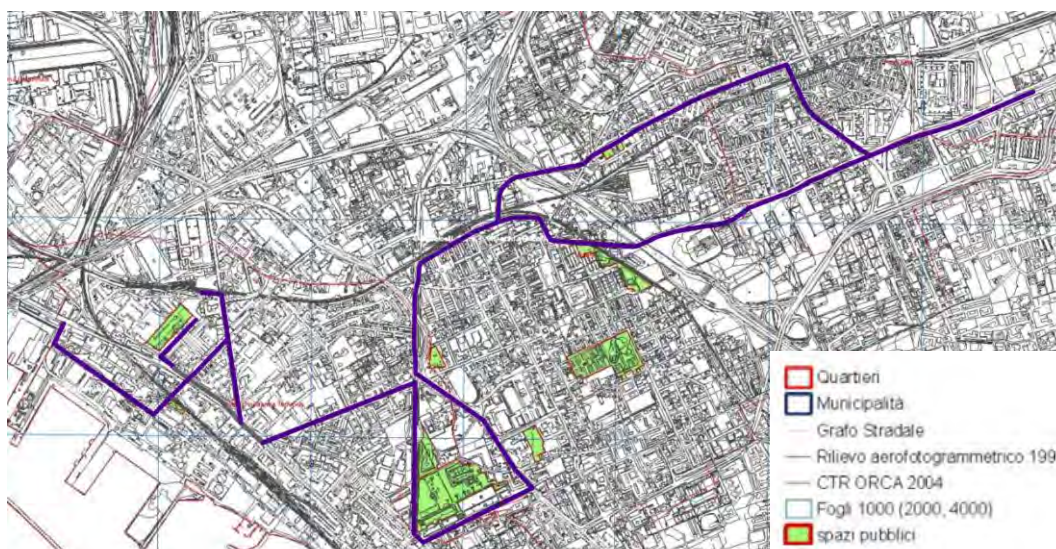 Quartieri
Municipalità
Grafo Stradale
Rilievo aerofotogrammetrico 199
CTR ORCA 2004
Fogli 1000 (2000, 4000)
spazi pubblici